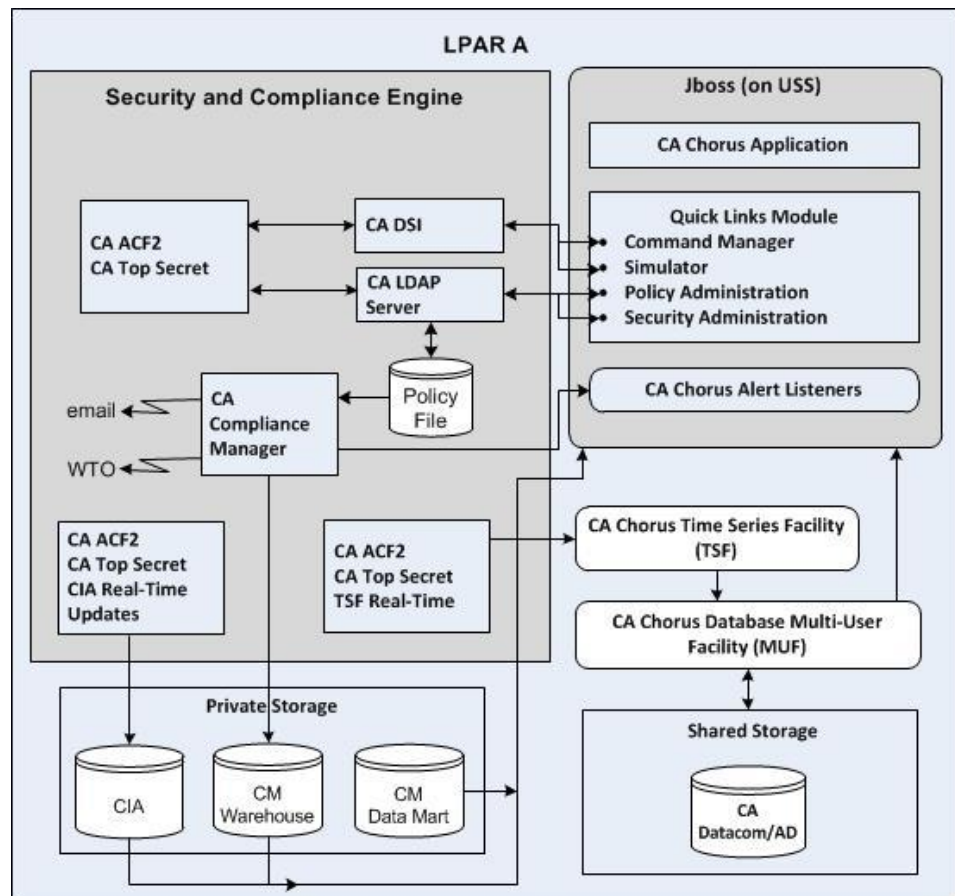 LPAR A
Security and Compliance Engine
CA ACF2
CA Top Secret
CA DSI
CA LDAP
Server
Policy
File
CA
Compliance
Manager
email
WTO
CA ACF2
CA Top Secret
CIA Real-Time
Updates
CA ACF2
CA Top Secret
TSF Real-Time
Jboss (on USS)
CA Chorus Application
Quick Links Module
Command Manager
Simulator
Policy Administration
Security Administration
CA Chorus Alert Listeners
CA Chorus Time Series Facility
(TSF)
CA Chorus Database Multi-User
Facility (MUF)
Private Storage
CIA
CM
Warehouse
CM
Data Mart
Shared Storage
CA
Datacom/AD